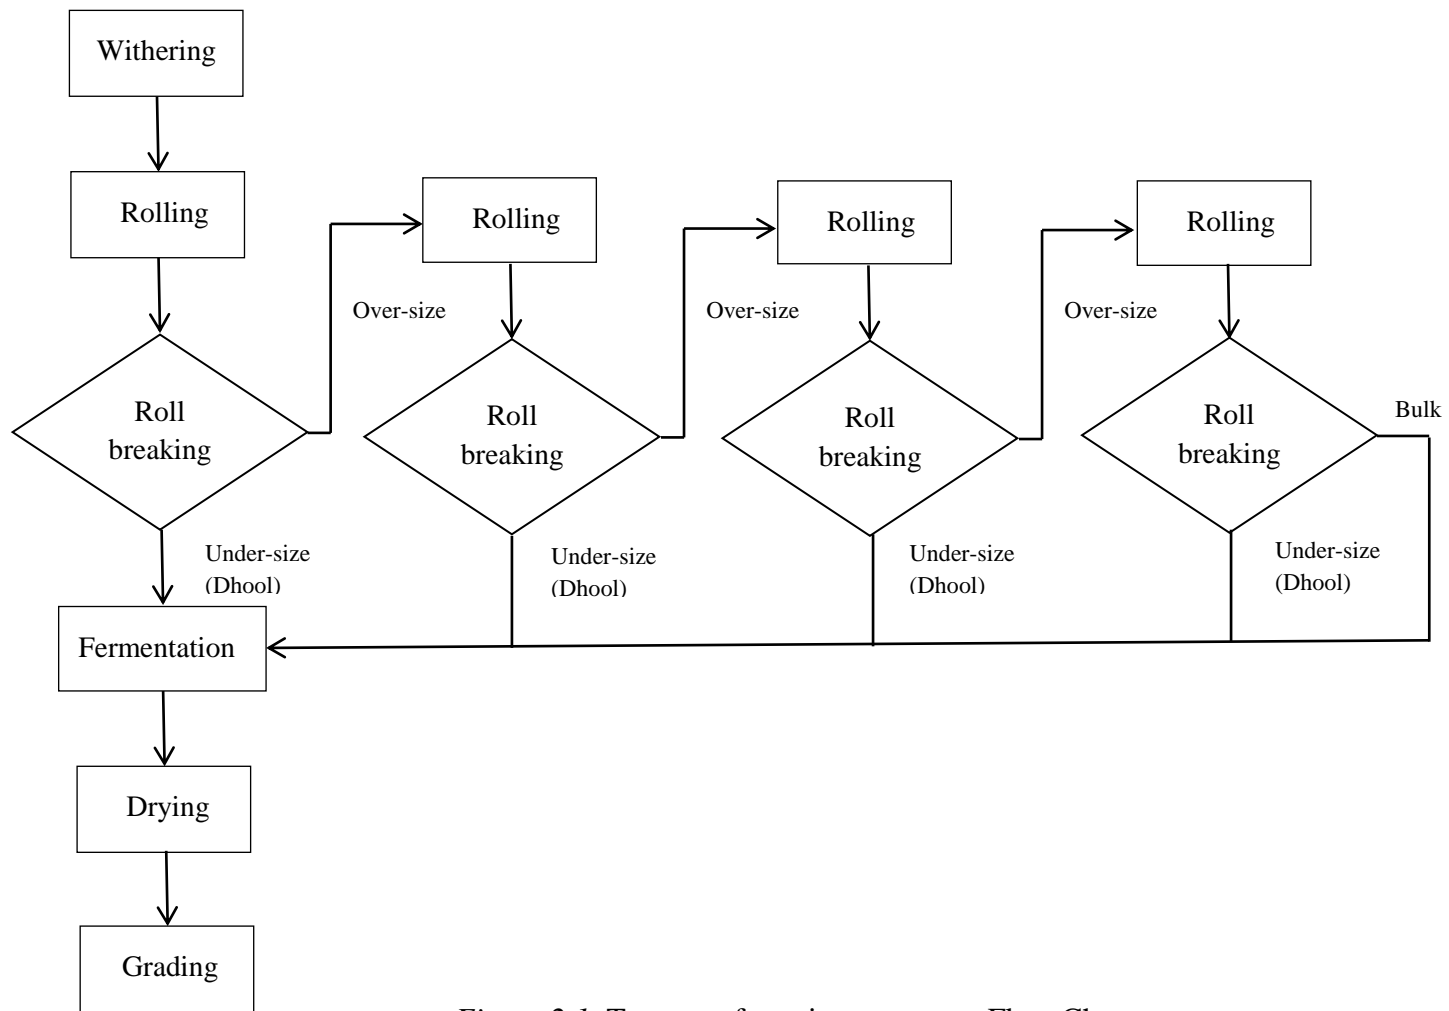 Withering
Rolling
Rolling
Rolling
Rolling
Over-size
Over-size
Over-size
Roll
breaking
Roll
breaking
Roll
breaking
Roll
breaking
Bulk
Under-size
(Dhool)
Under-size
(Dhool)
Under-size
(Dhool)
Under-size
(Dhool)
Fermentation
Drying
Grading